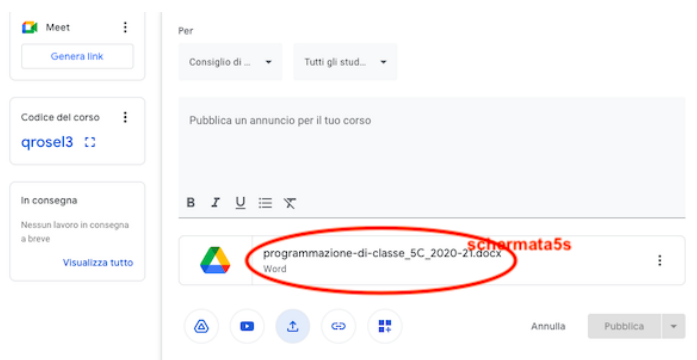 Meet
Genera link
Codice del corso
qrosel3
In consegna
Nessun lavoro in consegna
a breve
Visualizza tutto
Per
Consiglio di ...
Tutti gli stud...
Pubblica un annuncio per il tuo corso
B I U
schermata5s
programmazione-di-classe_5C_2020-21.docx
Word
Annulla
Pubblica